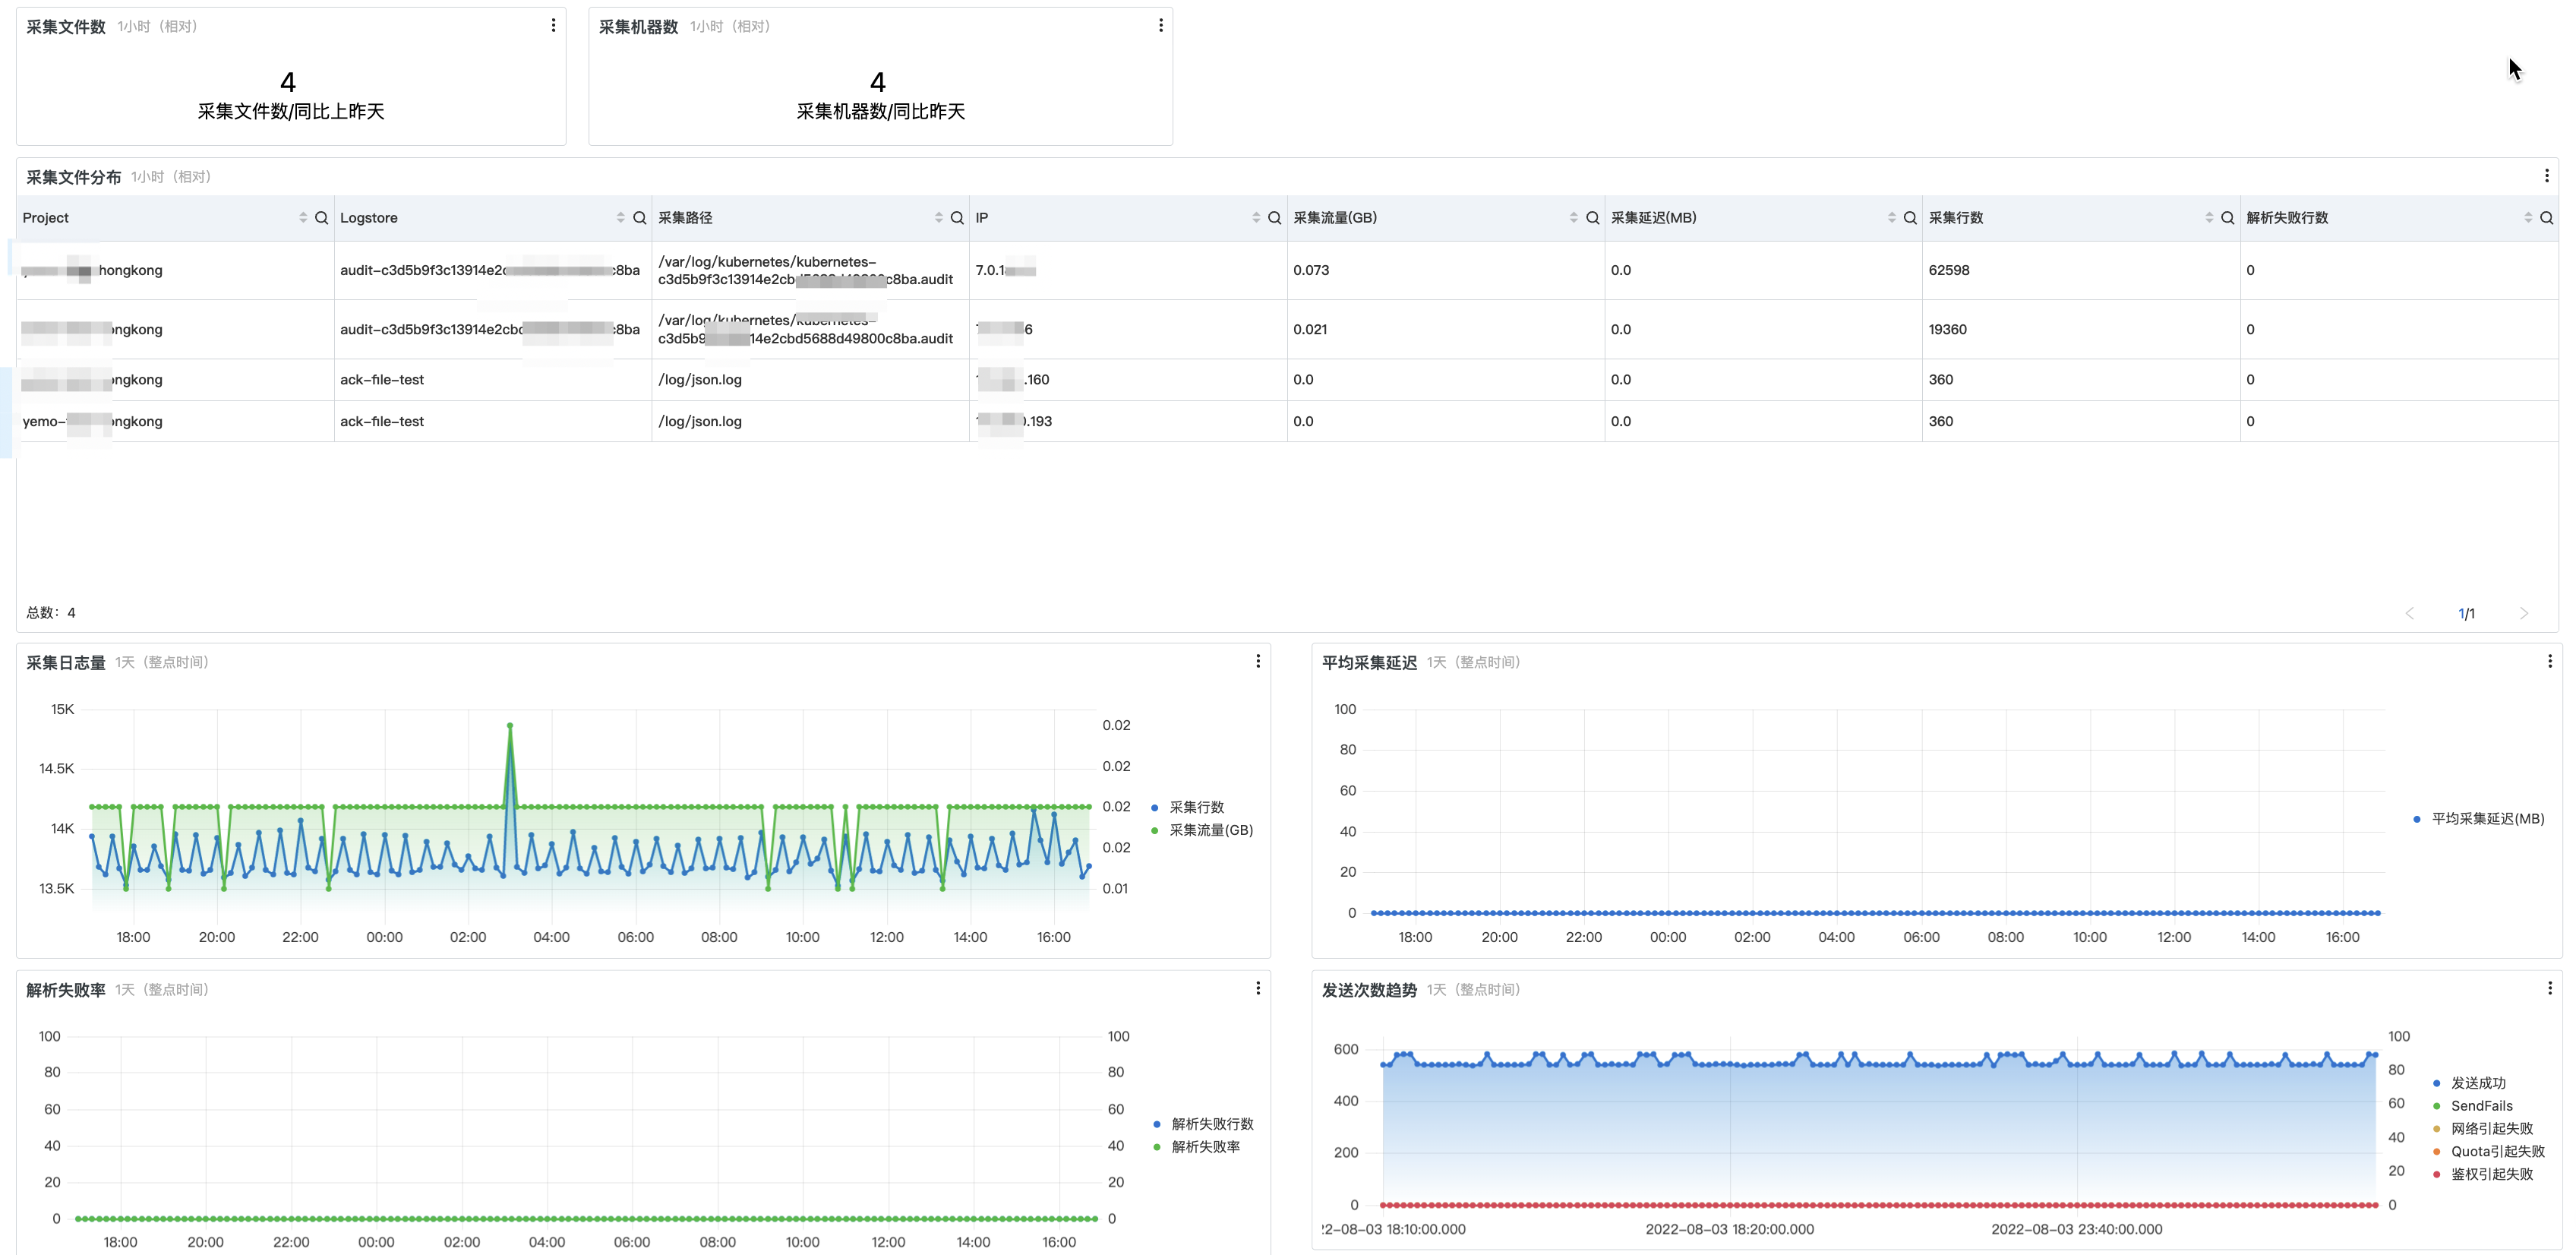 采集文件数 1小时（相对）
采集机器数 1小时（相对）
4
采集文件数/同比上昨天
4
采集机器数/同比昨天
采集文件分布 1小时（相对）
Project Logstore 采集路径 IP 采集流量(GB) 采集延迟(MB) 采集行数 解析失败行数
hongkong audit-c3d5b9f3c13914e2 c8ba /var/log/kubernetes/kubernetes- 7.0.1 0.073 0.0 62598 0
c3d5b9f3c13914e2cb c8ba.audit
ongkong audit-c3d5b9f3c13914e2cbd c8ba /var/log/kubernetes/kubernetes- 6 0.021 0.0 19360 0
c3d5b9 14e2cbd5688d49800c8ba.audit
ongkong ack-file-test /log/json.log .160 0.0 0.0 360 0
yemo- ongkong ack-file-test /log/json.log .193 0.0 0.0 360 0
总数：4
1/1
采集日志量 1天（整点时间）
15K
14.5K
14K
13.5K
0.02
0.02
0.02
0.02
0.01
18:00 20:00 22:00 00:00 02:00 04:00 06:00 08:00 10:00 12:00 14:00 16:00
采集行数
采集流量(GB)
平均采集延迟 1天（整点时间）
100
80
60
40
20
0
18:00 20:00 22:00 00:00 02:00 04:00 06:00 08:00 10:00 12:00 14:00 16:00
平均采集延迟(MB)
解析失败率 1天（整点时间）
100
80
60
40
20
0
100
80
60
40
20
0
18:00 20:00 22:00 00:00 02:00 04:00 06:00 08:00 10:00 12:00 14:00 16:00
解析失败行数
解析失败率
发送次数趋势 1天（整点时间）
600
400
200
0
100
80
60
40
20
0
2-08-03 18:10:00.000 2022-08-03 18:20:00.000 2022-08-03 23:40:00.000
发送成功
SendFails
网络引起失败
Quota引起失败
鉴权引起失败